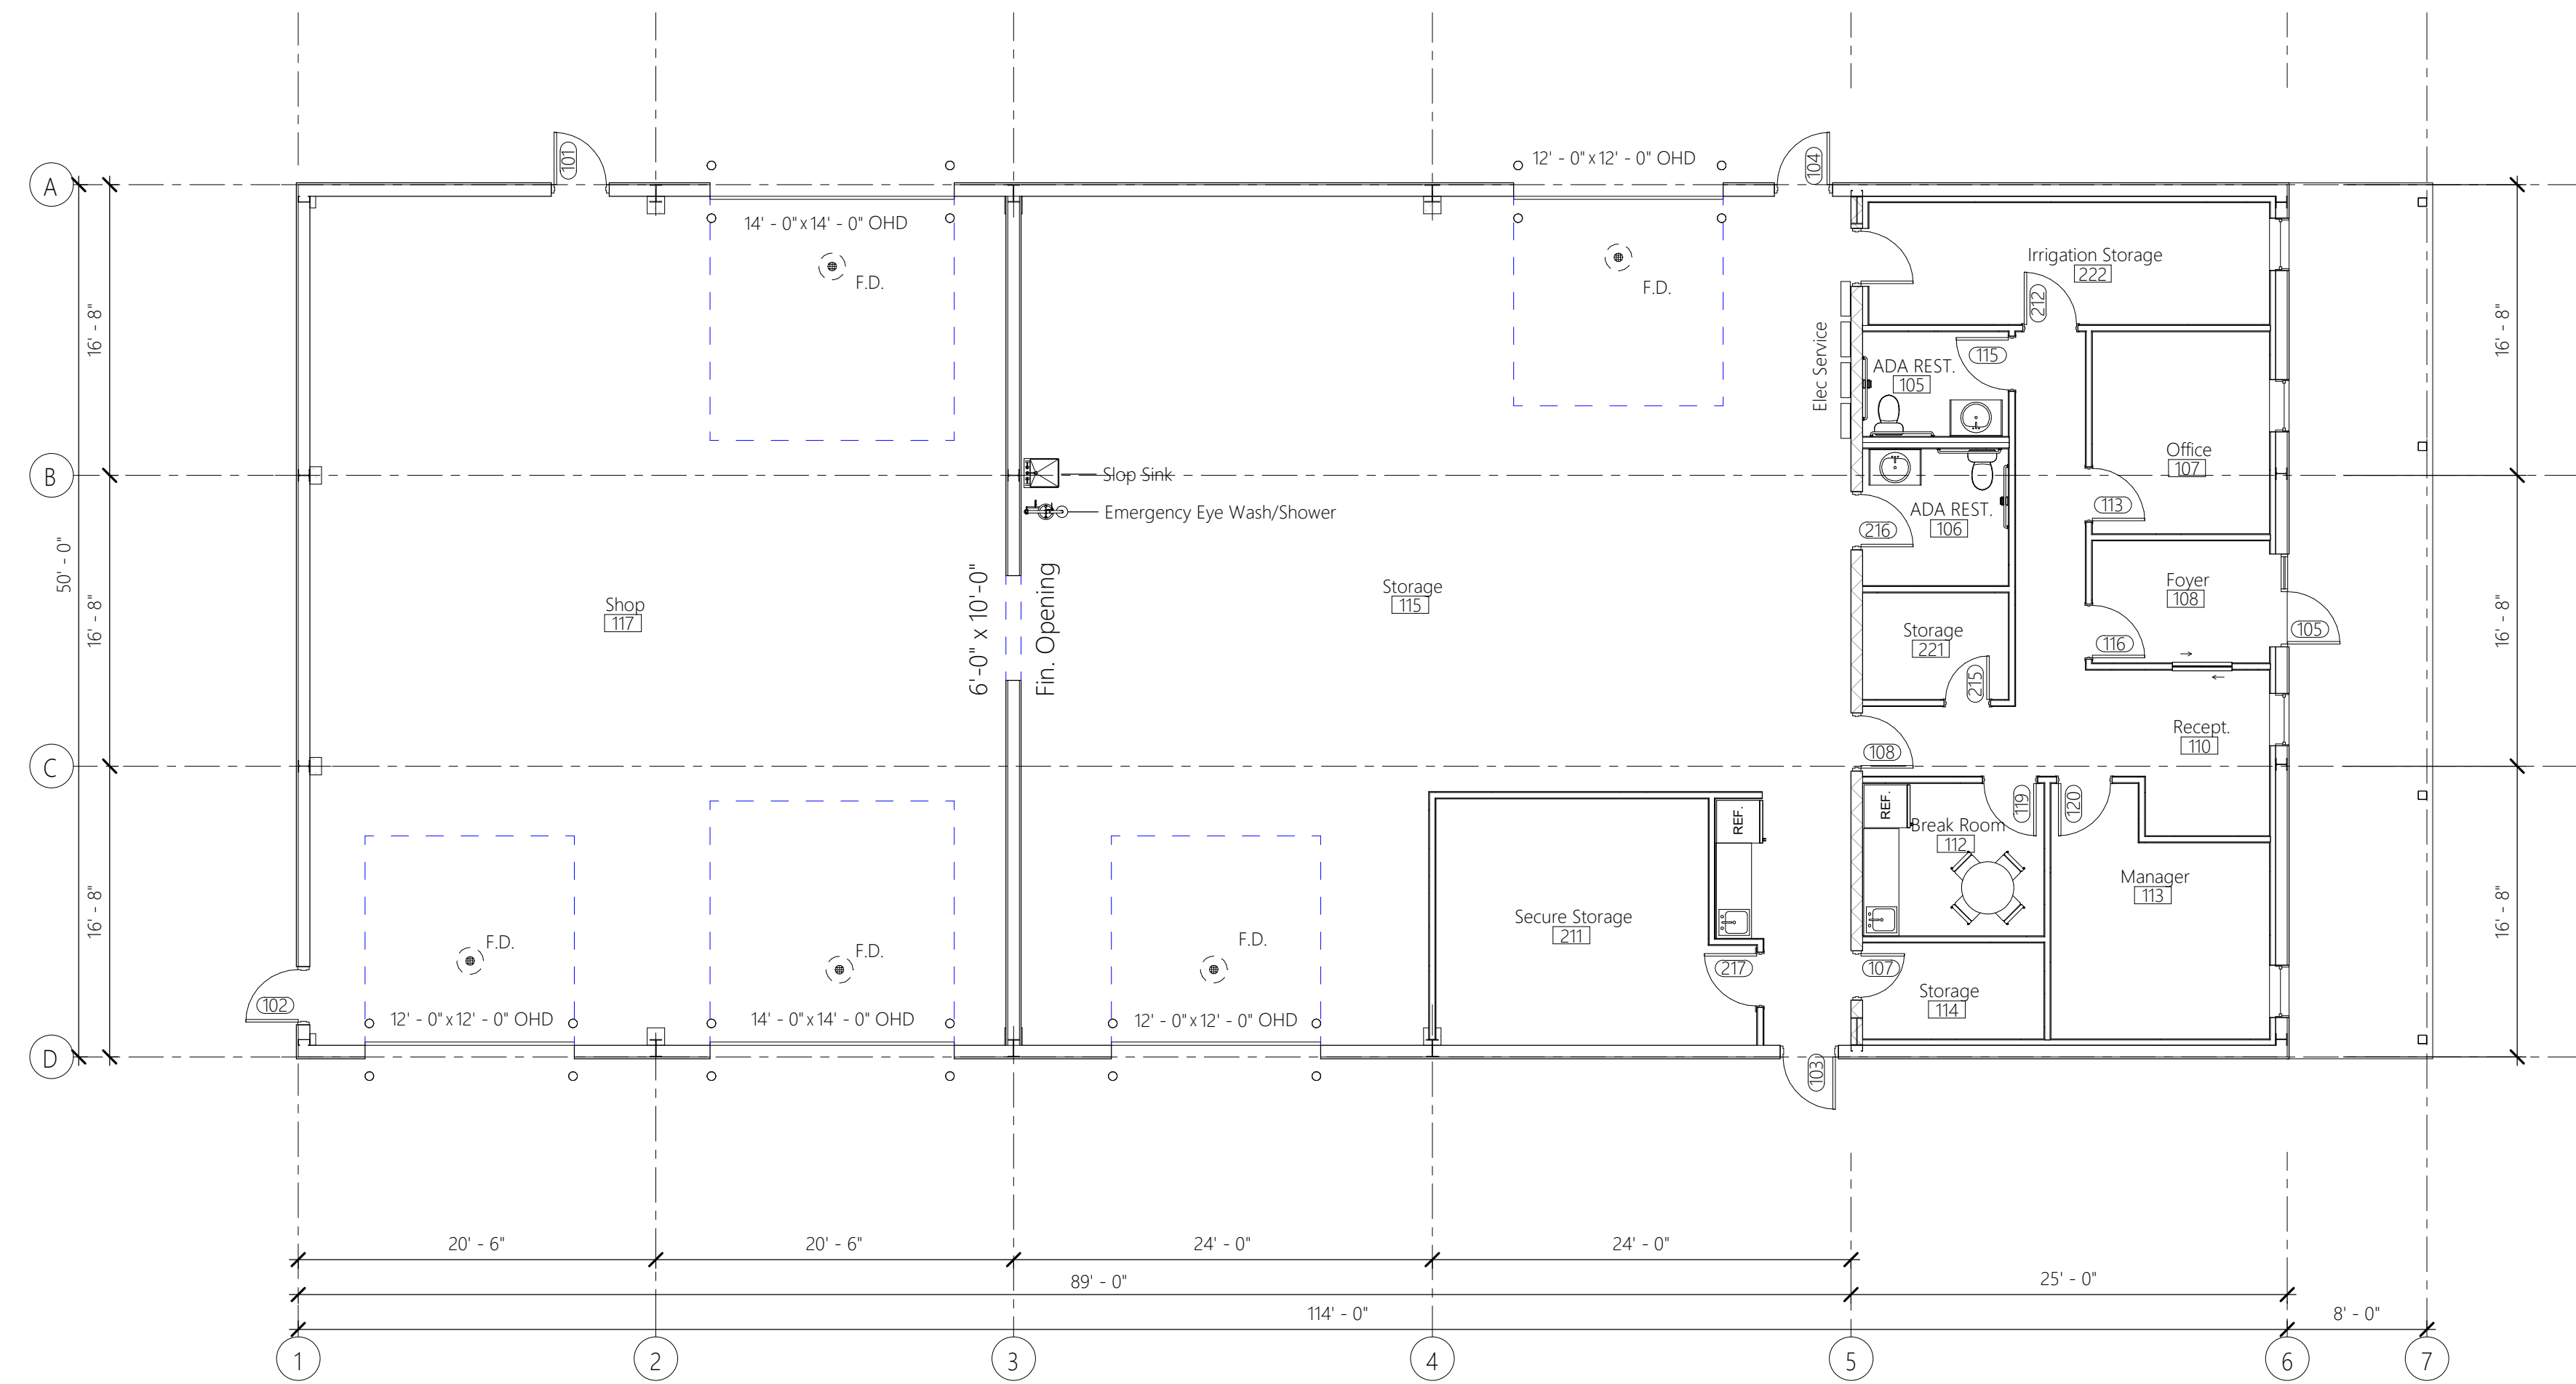 101
12' - 0" x 12' - 0" OHD
104
A
14' - 0" x 14' - 0" OHD
F.D.
F.D.
Irrigation Storage
222
212
16' - 8"
16' - 8"
Elec Service
115
ADA REST.
105
B
Slop Sink
Emergency Eye Wash/Shower
Office
107
113
216
ADA REST.
106
50' - 0"
16' - 8"
16' - 8"
Shop
117
6'-0" x 10'-0"
Fin. Opening
Storage
115
Foyer
108
105
116
Storage
221
215
Recept.
110
C
108
REF.
REF.
119
120
Break Room
112
Manager
113
16' - 8"
16' - 8"
Secure Storage
211
F.D.
F.D.
F.D.
217
107
Storage
114
102
12' - 0" x 12' - 0" OHD
14' - 0" x 14' - 0" OHD
12' - 0" x 12' - 0" OHD
D
103
20' - 6"
20' - 6"
24' - 0"
24' - 0"
89' - 0"
25' - 0"
114' - 0"
8' - 0"
1
2
3
4
5
6
7